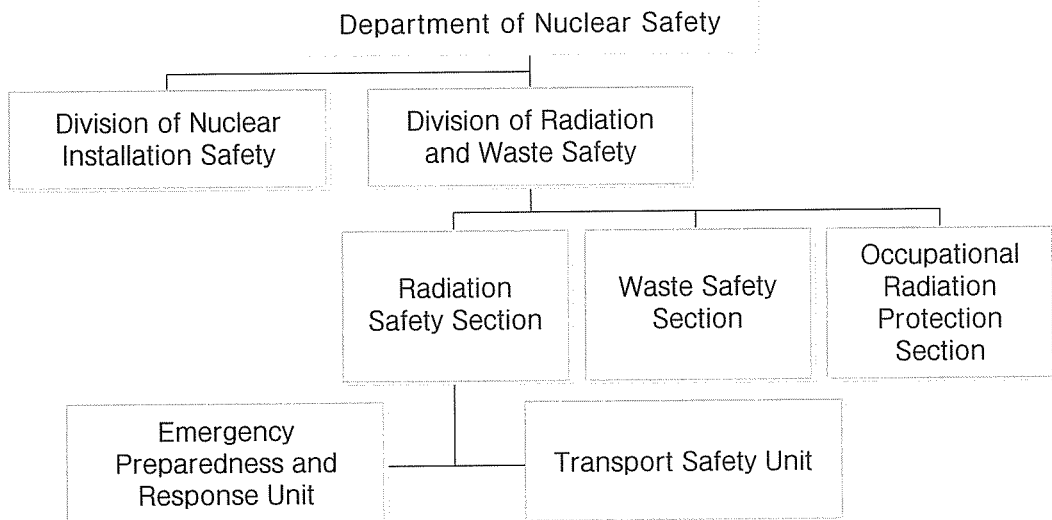 Department of Nuclear Safety
Division of Nuclear
Installation Safety
Division of Radiation
and Waste Safety
Radiation
Safety Section
Waste Safety
Section
Occupational
Radiation
Protection
Section
Emergency
Preparedness and
Response Unit
Transport Safety Unit